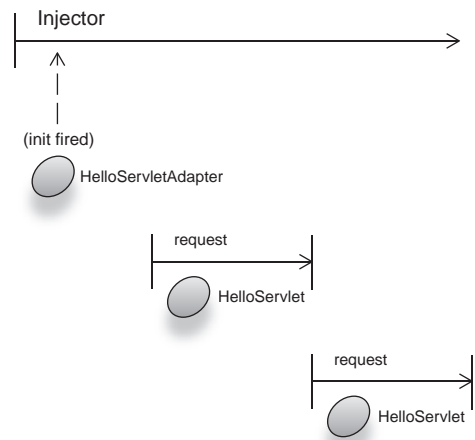 Injector
(init fired)
HelloServletAdapter
request
HelloServlet
request
HelloServlet